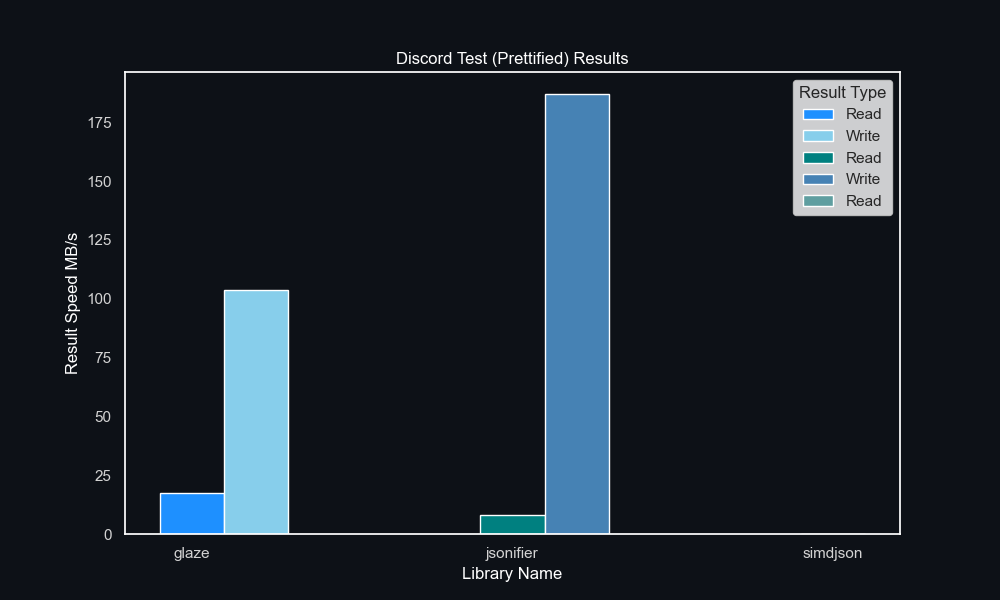 Discord Test (Prettified) Results
Result Type
Read
Write
Read
Write
Read
Result Speed MB/s
175
150
125
100
75
50
25
0
glaze
jsonifier
simdjson
Library Name